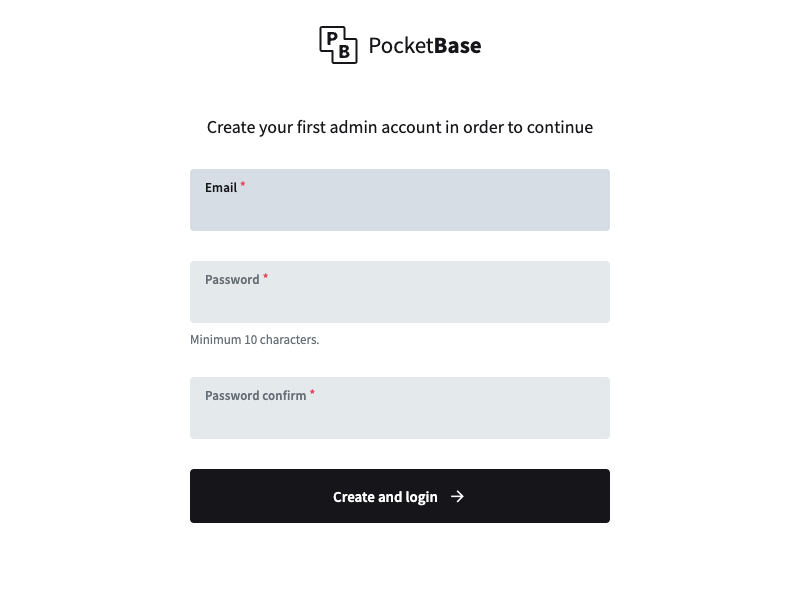 PB PocketBase
Create your first admin account in order to continue
Email *
Password *
Minimum 10 characters.
Password confirm *
Create and login →